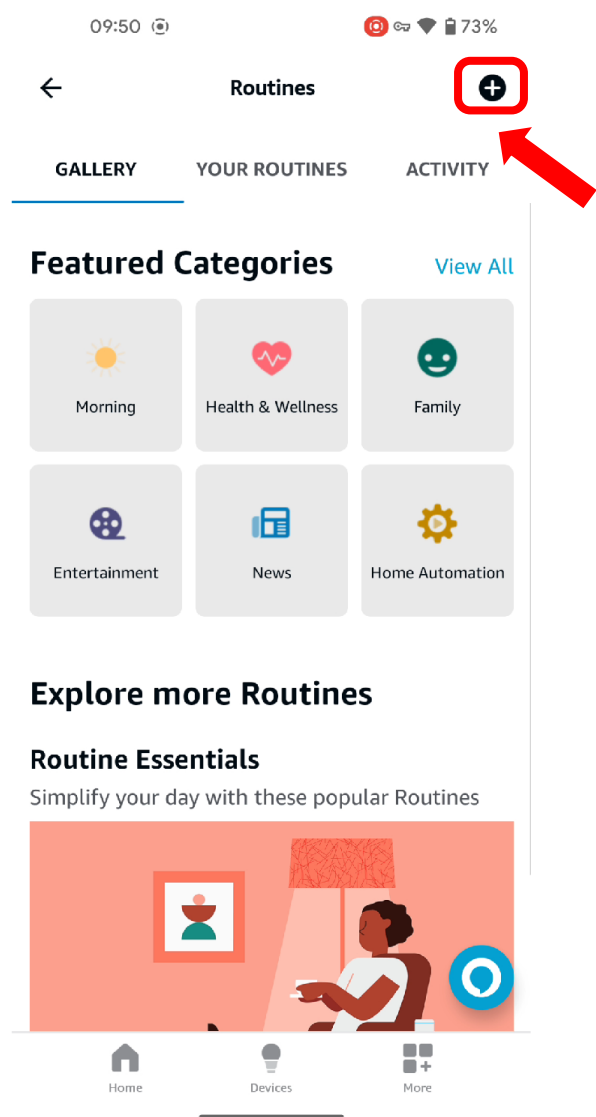 09:50 73%
Routines
GALLERY YOUR ROUTINES ACTIVITY
Featured Categories View All
Morning Health & Wellness Family
Entertainment News Home Automation
Explore more Routines
Routine Essentials
Simplify your day with these popular Routines
Home Devices More